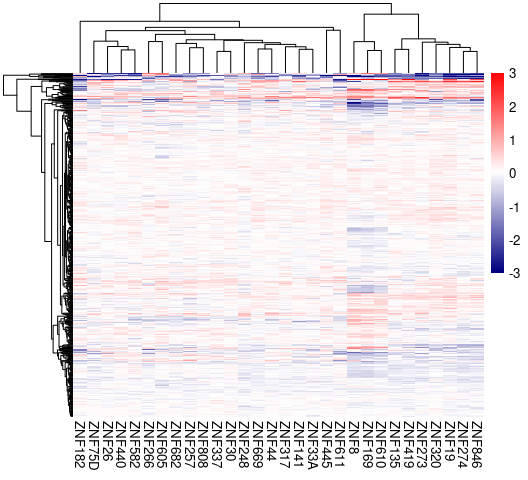 3
2
1
0
-1
-2
-3
ZNF182
ZNF75D
ZNF26
ZNF440
ZNF582
ZNF266
ZNF605
ZNF682
ZNF257
ZNF808
ZNF337
ZNF30
ZNF248
ZNF669
ZNF44
ZNF317
ZNF141
ZNF33A
ZNF445
ZNF611
ZNF8
ZNF169
ZNF610
ZNF135
ZNF419
ZNF273
ZNF320
ZNF19
ZNF274
ZNF846